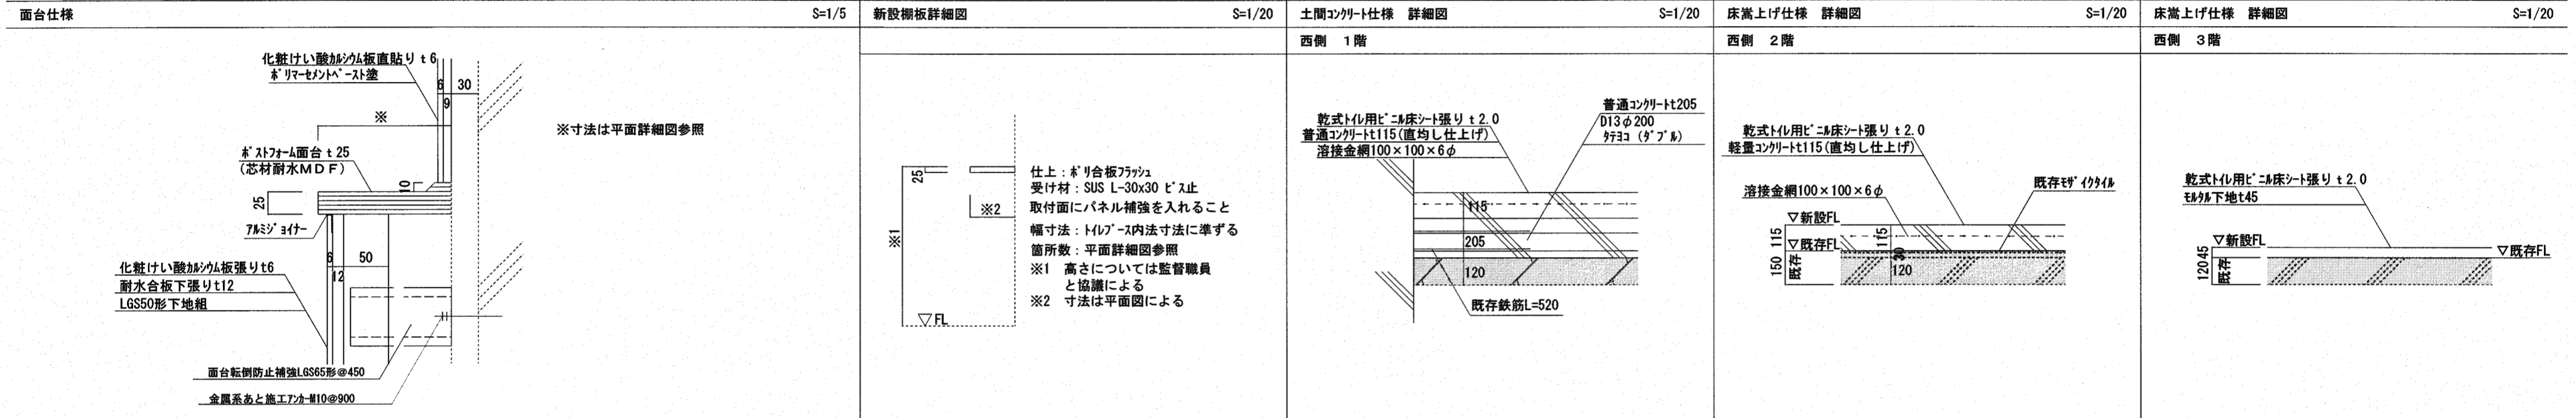 面台仕様 S=1/5
化粧けい酸カルシウム板直貼り t6
ポリマーセメントペースト塗
6 30
9
※
※寸法は平面詳細図参照
ポストフォーム面台 t 25
(芯材耐水MDF)
10
25
アルミジョイナー
6 50
12
化粧けい酸カルシウム板張りt6
耐水合板下張りt12
LGS50形下地組
面台転倒防止補強LGS65形@450
金属系あと施工アンカーM10@900
新設棚板詳細図 S=1/20
25
※1
※2
▽FL
仕上：ポリ合板フラッシュ
受け材：SUS L-30x30 ビス止
取付面にパネル補強を入れること
幅寸法：トイレブース内法寸法に準ずる
箇所数：平面詳細図参照
※1 高さについては監督職員
と協議による
※2 寸法は平面図による
土間コンクリート仕様 詳細図 S=1/20
西側 1階
普通コンクリートt205
D13φ200
タテヨコ（ダブル）
乾式トイレ用ビニル床シート張り t2.0
普通コンクリートt115(直均し仕上げ)
溶接金網100×100×6φ
115
205
120
既存鉄筋L=520
床嵩上げ仕様 詳細図 S=1/20
西側 2階
乾式トイレ用ビニル床シート張り t2.0
軽量コンクリートt115(直均し仕上げ)
溶接金網100×100×6φ
既存モザイクタイル
▽新設FL
115
▽既存FL
150
既存
115
30
120
床嵩上げ仕様 詳細図 S=1/20
西側 3階
乾式トイレ用ビニル床シート張り t2.0
モルタル下地t45
▽新設FL
▽既存FL
45
120
既存